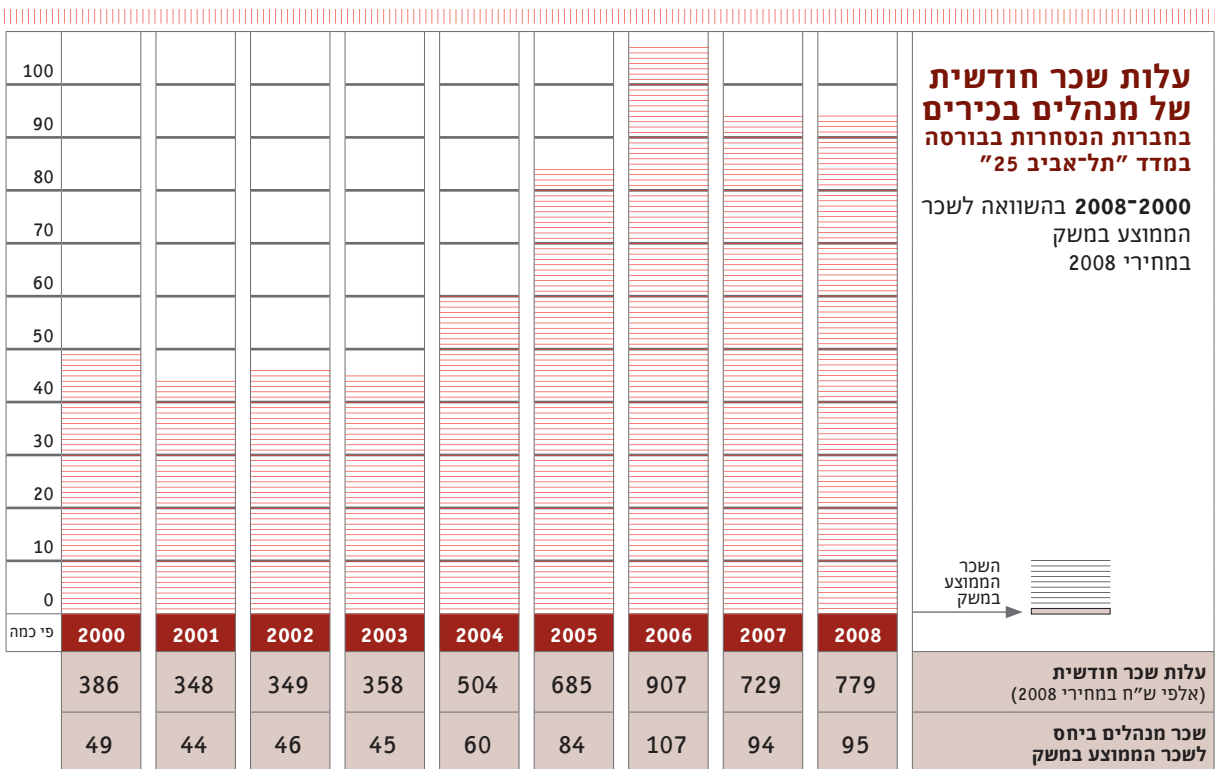 עלות שכר חודשית
של מנהלים בכירים
בחברות הנסחרות בבורסה
במדד "תל־אביב 25"
2008־2000 בהשוואה לשכר
הממוצע במשק
במחירי 2008
השכר
הממוצע
במשק
100
90
80
70
60
50
40
30
20
10
0
פי כמה 2000 2001 2002 2003 2004 2005 2006 2007 2008
עלות שכר חודשית
(אלפי ש"ח במחירי 2008)
386 348 349 358 504 685 907 729 779
שכר מנהלים ביחס
לשכר הממוצע במשק
49 44 46 45 60 84 107 94 95